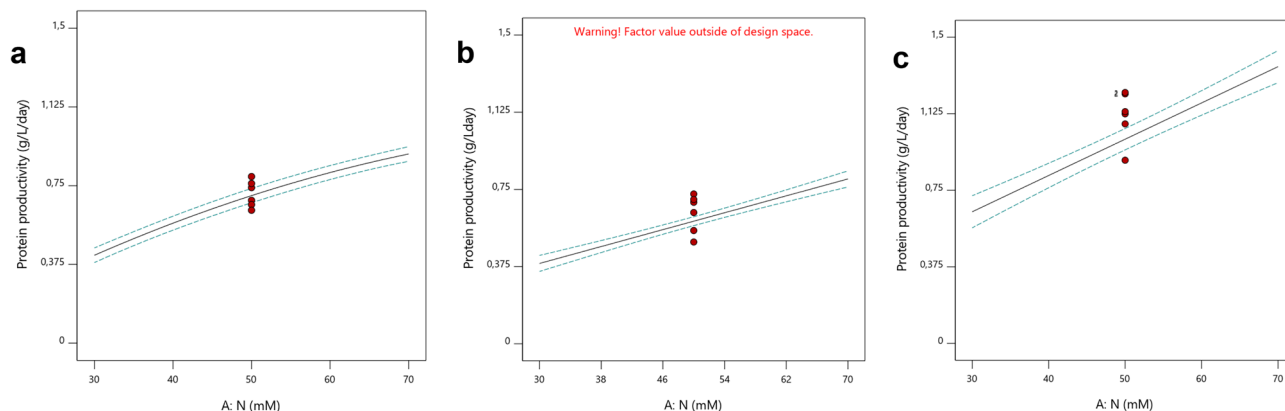 a
1,5
1,125
0,75
0,375
0
Protein productivity (g/L/day)
30 40 50 60 70
A: N (mM)
b
Warning! Factor value outside of design space.
1,5
1,125
0,75
0,375
0
Protein productivity (g/Lday)
30 38 46 54 62 70
A: N (mM)
c
1,5
1,125
0,75
0,375
0
Protein productivity (g/L/day)
2
30 40 50 60 70
A: N (mM)